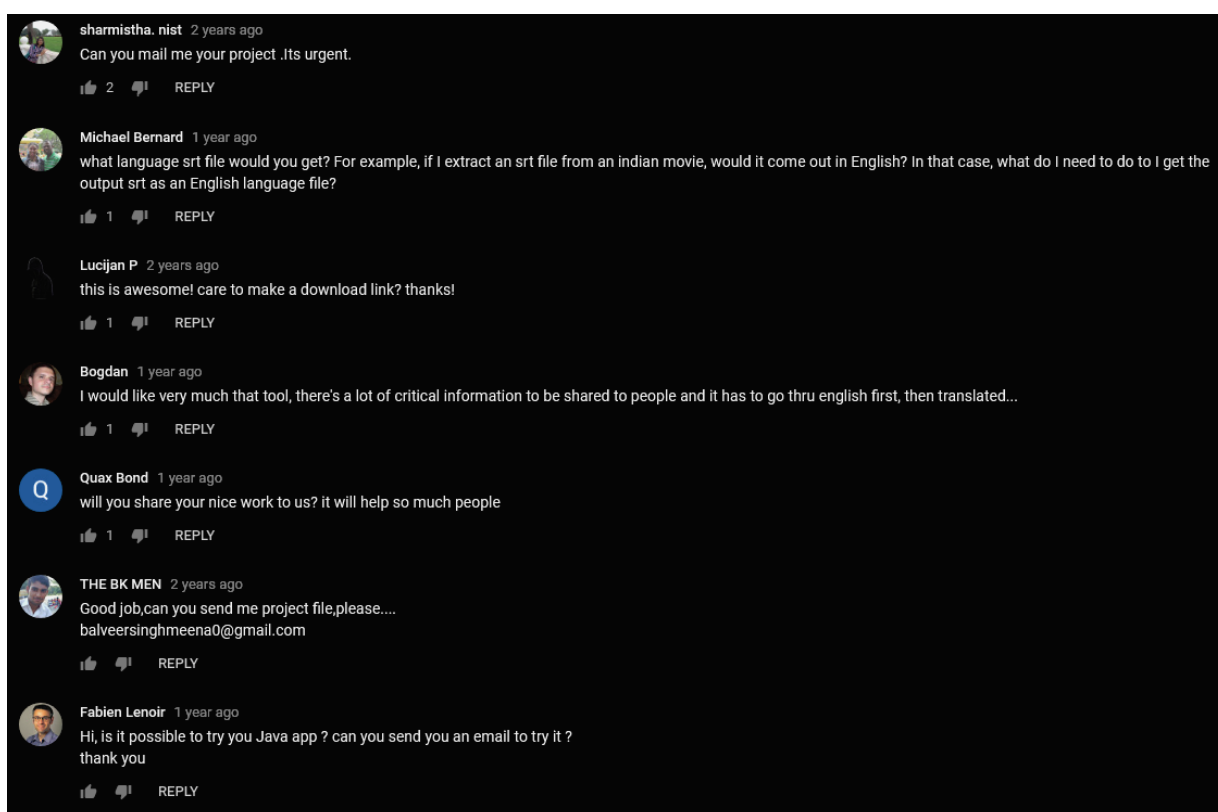 sharmistha. nist 2 years ago
Can you mail me your project .Its urgent.
2 REPLY
Michael Bernard 1 year ago
what language srt file would you get? For example, if I extract an srt file from an indian movie, would it come out in English? In that case, what do I need to do to I get the
output srt as an English language file?
1 REPLY
Lucijan P 2 years ago
this is awesome! care to make a download link? thanks!
1 REPLY
Bogdan 1 year ago
I would like very much that tool, there's a lot of critical information to be shared to people and it has to go thru english first, then translated...
1 REPLY
Q
Quax Bond 1 year ago
will you share your nice work to us? it will help so much people
1 REPLY
THE BK MEN 2 years ago
Good job,can you send me project file,please....
balveersinghmeena0@gmail.com
REPLY
Fabien Lenoir 1 year ago
Hi, is it possible to try you Java app ? can you send you an email to try it ?
thank you
REPLY